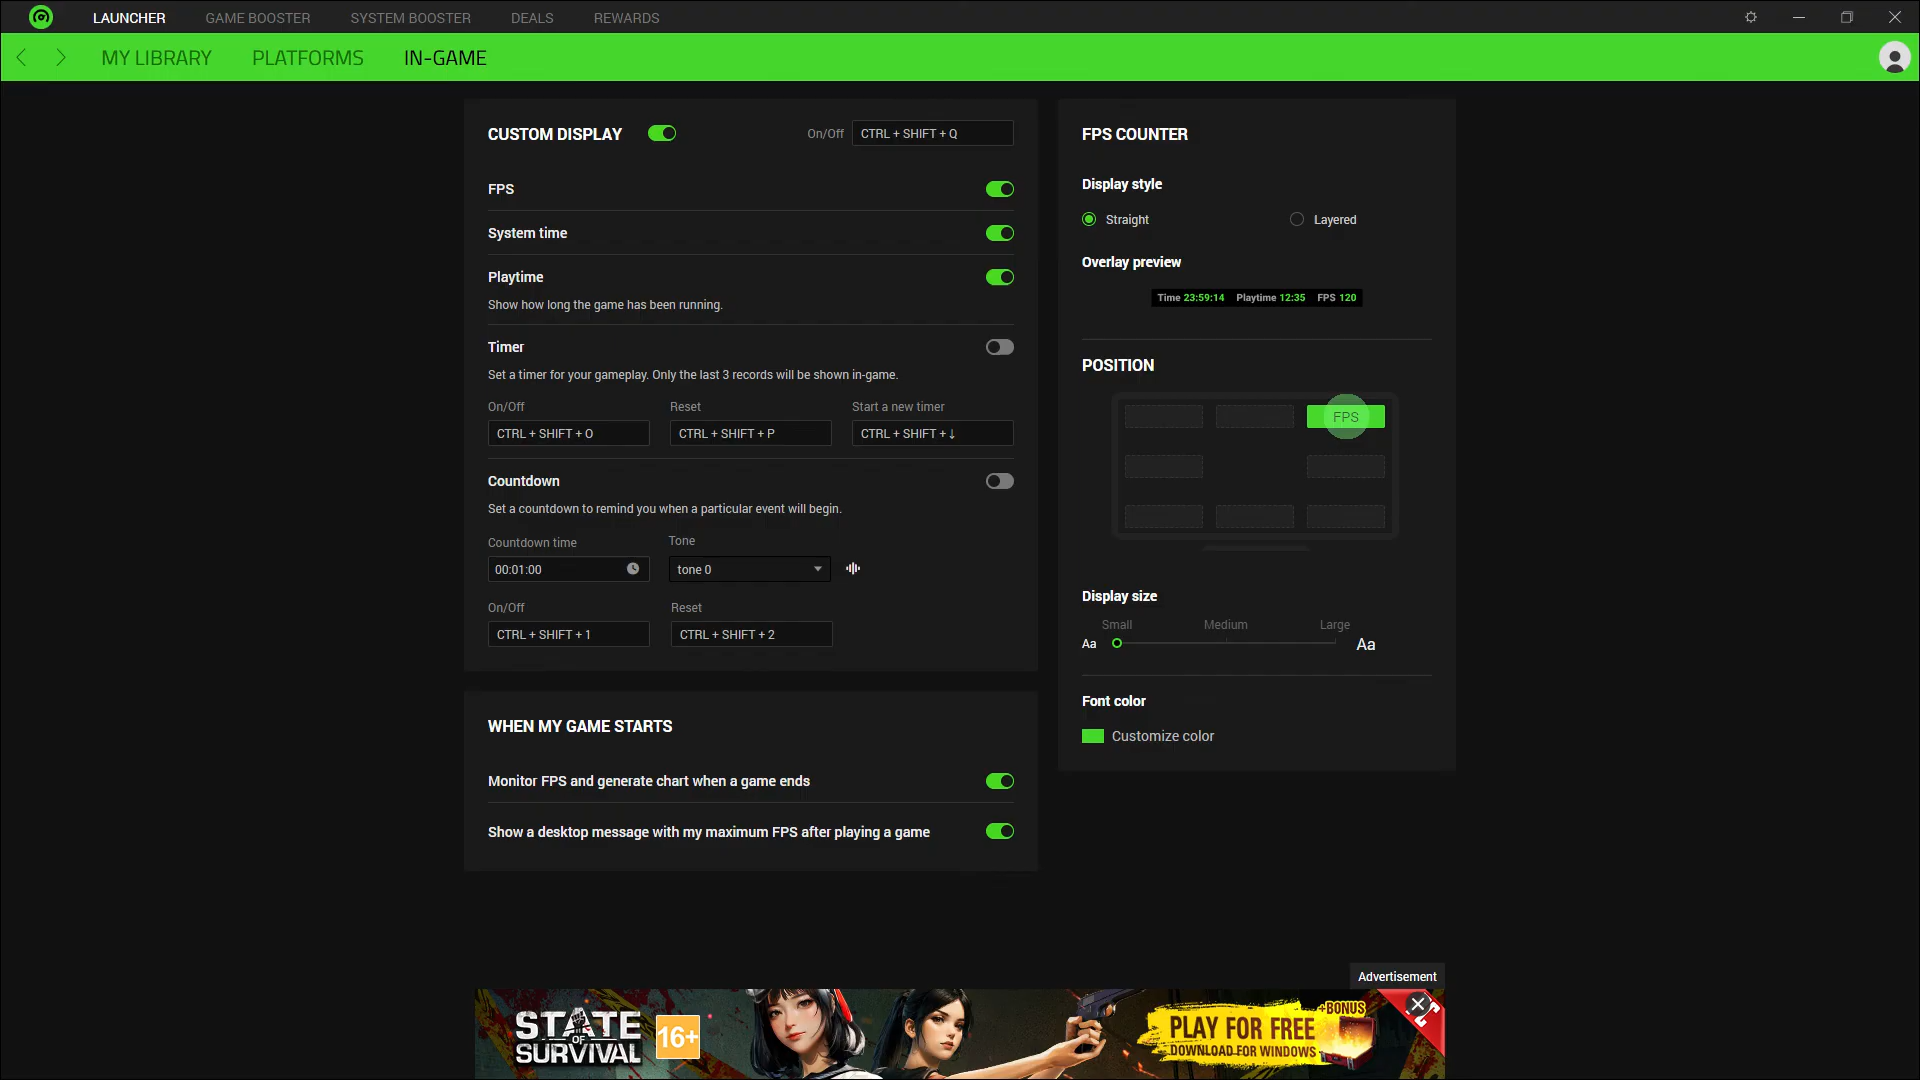 LAUNCHER GAME BOOSTER SYSTEM BOOSTER DEALS REWARDS
MY LIBRARY PLATFORMS IN-GAME
CUSTOM DISPLAY On/Off CTRL + SHIFT + Q
FPS
System time
Playtime
Show how long the game has been running.
Timer
Set a timer for your gameplay. Only the last 3 records will be shown in-game.
On/Off Reset Start a new timer
CTRL + SHIFT + O CTRL + SHIFT + P CTRL + SHIFT + ↓
Countdown
Set a countdown to remind you when a particular event will begin.
Countdown time Tone
00:01:00 tone 0
On/Off Reset
CTRL + SHIFT + 1 CTRL + SHIFT + 2
WHEN MY GAME STARTS
Monitor FPS and generate chart when a game ends
Show a desktop message with my maximum FPS after playing a game
FPS COUNTER
Display style
Straight Layered
Overlay preview
Time 23:59:14 Playtime 12:35 FPS 120
POSITION
FPS
Display size
Small Medium Large
Aa Aa
Font color
Customize color
Advertisement
STATE
OF
SURVIVAL
16+
+BONUS
PLAY FOR FREE
DOWNLOAD FOR WINDOWS